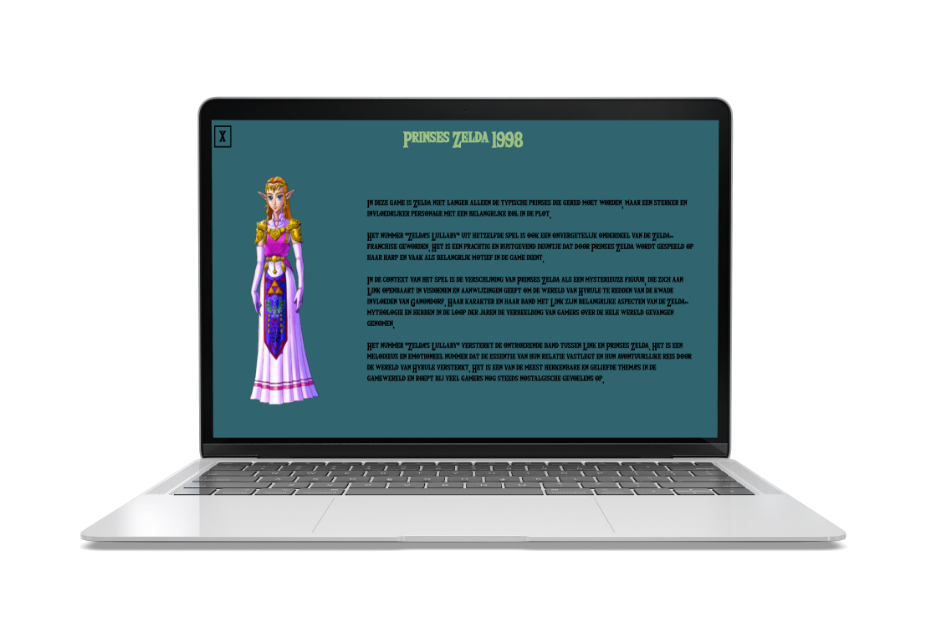 X
Prinses Zelda 1998
In deze game is Zelda niet langer alleen de typische prinses die gered moet worden, maar een sterker en
invloedrijker personage met een belangrijke rol in de plot.
Het nummer "Zelda's Lullaby" uit hetzelfde spel is ook een onvergetelijk onderdeel van de Zelda-
franchise geworden. Het is een prachtig en rustgevend deuntje dat door Prinses Zelda wordt gespeeld op
haar harp en vaak als belangrijk motief in de game dient.
In de context van het spel is de verschijning van Prinses Zelda als een mysterieuze figuur, die zich aan
Link openbaart in visioenen en aanwijzingen geeft om de wereld van Hyrule te redden van de kwade
invloeden van Ganondorf. Haar karakter en haar band met Link zijn belangrijke aspecten van de Zelda-
mythologie en hebben in de loop der jaren de verbeelding van gamers over de hele wereld gevangen
genomen.
Het nummer "Zelda's Lullaby" versterkt de ontroerende band tussen Link en Prinses Zelda. Het is een
melodieus en emotioneel nummer dat de essentie van hun relatie vastlegt en hun avontuurlijke reis door
de wereld van Hyrule versterkt. Het is een van de meest herkenbare en geliefde thema's in de
gamewereld en roept bij veel gamers nog steeds nostalgische gevoelens op.